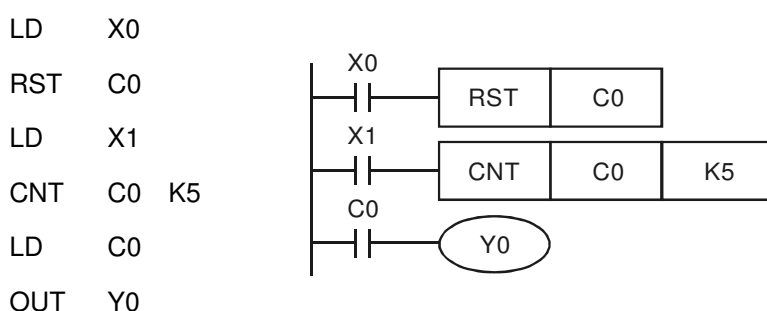 LD X0
RST C0
LD X1
CNT C0 K5
LD C0
OUT Y0
X0
RST C0
X1
CNT C0 K5
C0
Y0